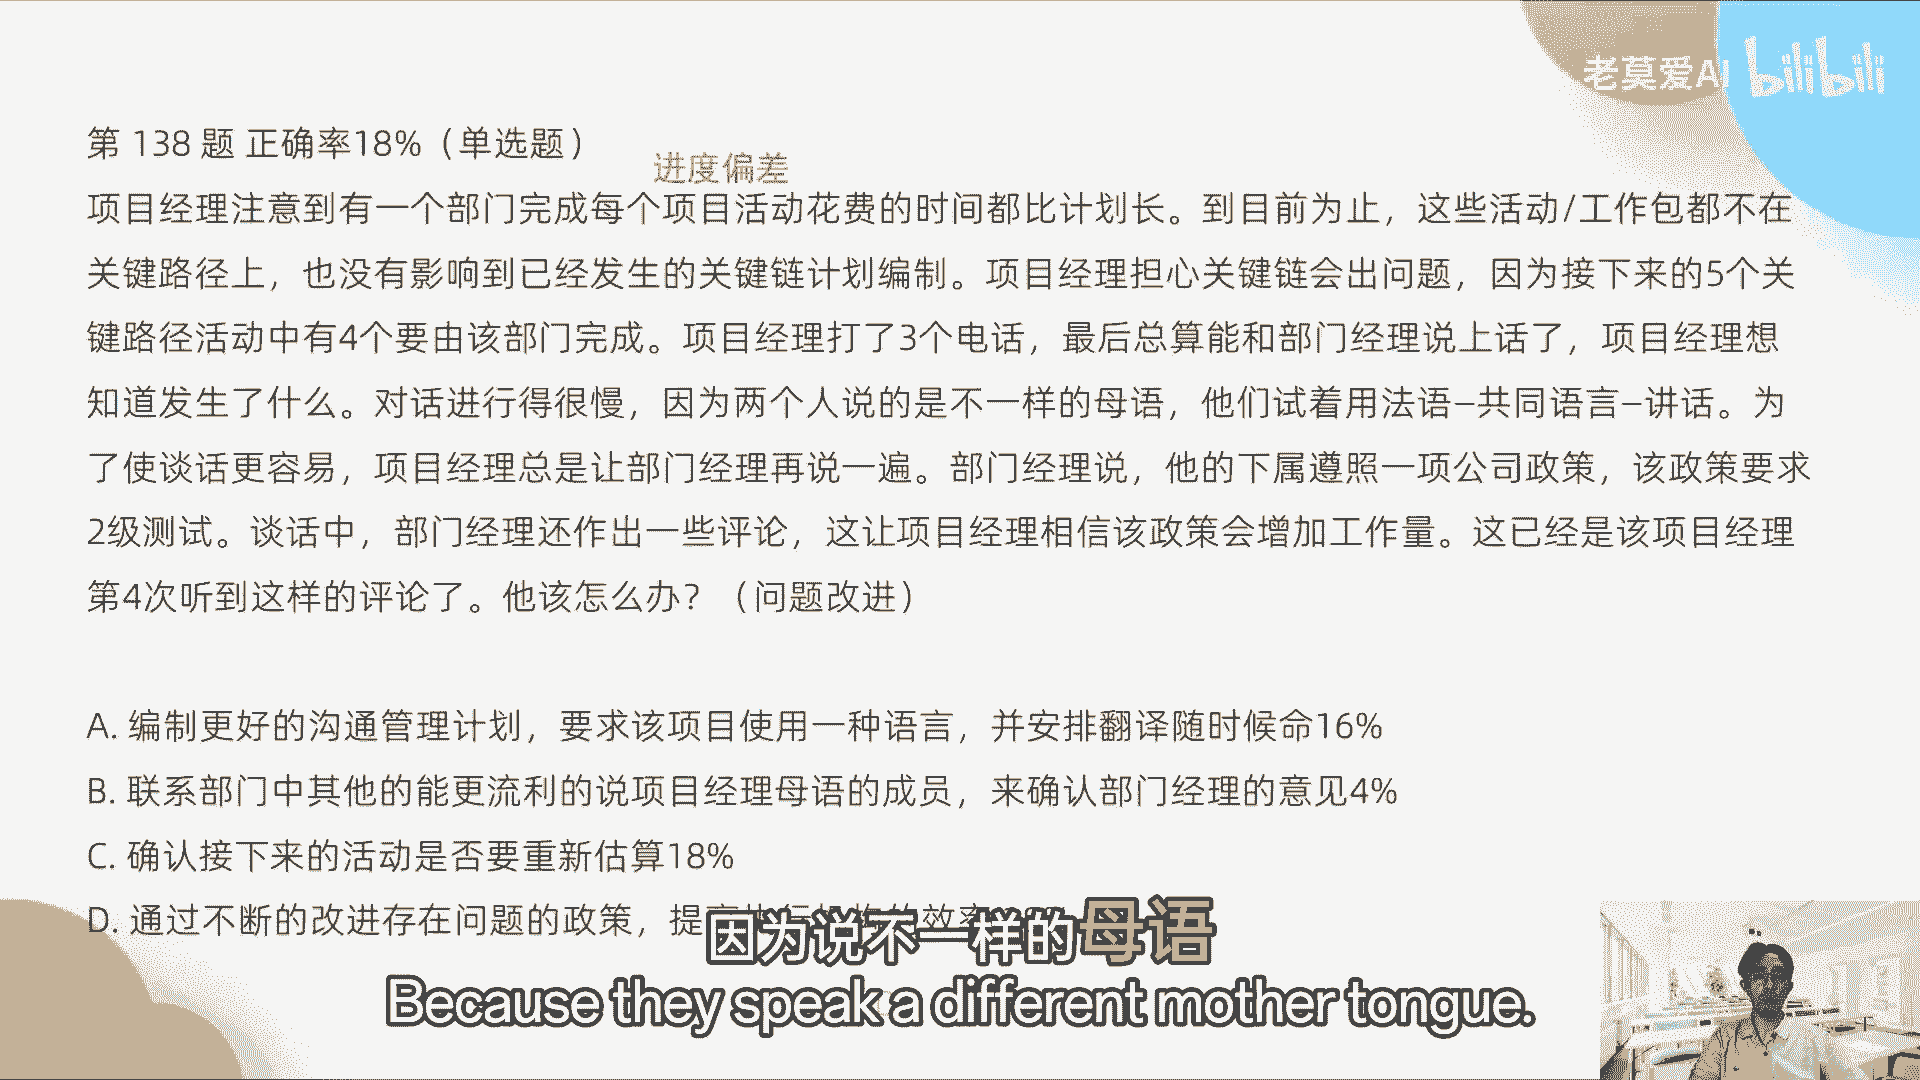 老莫爱AI bilibili
第 138 题 正确率18%（单选题）
进度偏差
项目经理注意到有一个部门完成每个项目活动花费的时间都比计划长。到目前为止，这些活动/工作包都不在
关键路径上，也没有影响到已经发生的关键链计划编制。项目经理担心关键链会出问题，因为接下来的5个关
键路径活动中有4个要由该部门完成。项目经理打了3个电话，最后总算能和部门经理说上话了，项目经理想
知道发生了什么。对话进行得很慢，因为两个人说的是不一样的母语，他们试着用法语–共同语言–讲话。为
了使谈话更容易，项目经理总是让部门经理再说一遍。部门经理说，他的下属遵照一项公司政策，该政策要求
2级测试。谈话中，部门经理还作出一些评论，这让项目经理相信该政策会增加工作量。这已经是该项目经理
第4次听到这样的评论了。他该怎么办？（问题改进）
A. 编制更好的沟通管理计划，要求该项目使用一种语言，并安排翻译随时候命16%
B. 联系部门中其他的能更流利的说项目经理母语的成员，来确认部门经理的意见4%
C. 确认接下来的活动是否要重新估算18%
D. 通过不断的改进存在问题的政策，提
因为说不一样的母语
Because they speak a different mother tongue.